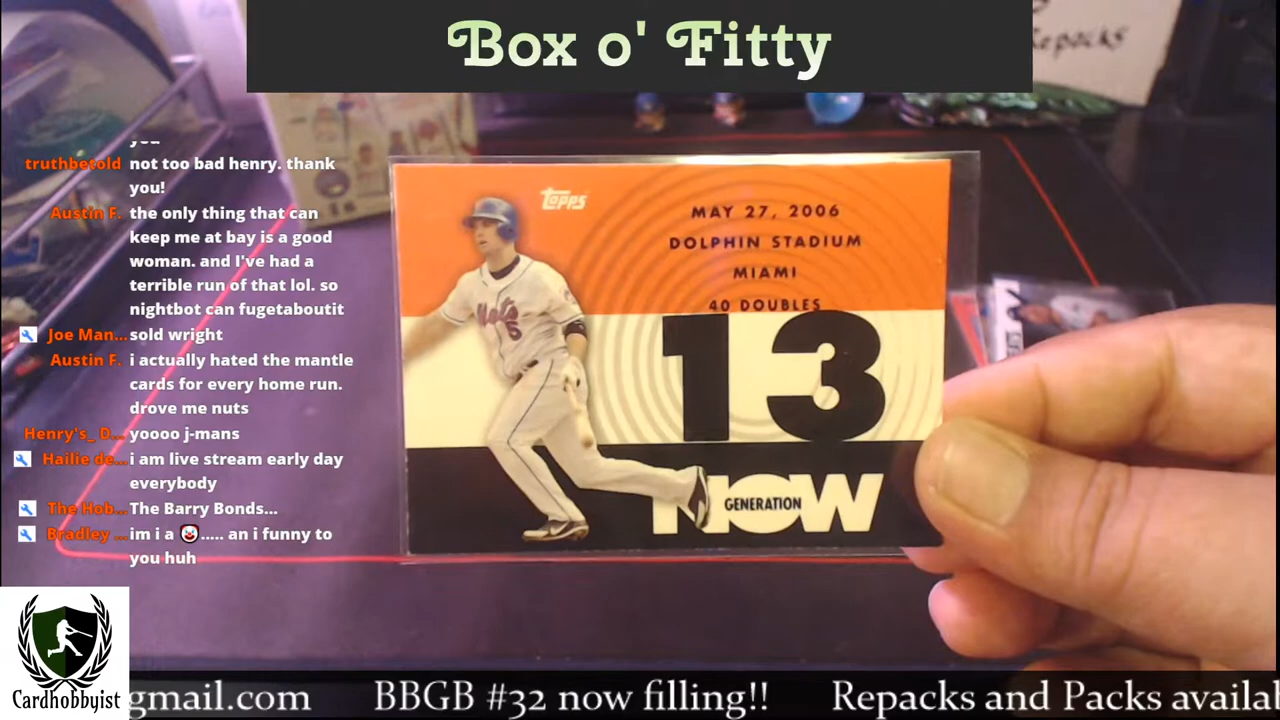 Box o' Fitty
Repacks
you
truthbetold not too bad henry. thank
you!
Austin F. the only thing that can
keep me at bay is a good
woman. and I've had a
terrible run of that lol. so
nightbot can fugetaboutit
Joe Man... sold wright
Austin F. i actually hated the mantle
cards for every home run.
drove me nuts
Henry's_ D... yoooo j-mans
Hailie de... i am live stream early day
everybody
The Hob... The Barry Bonds...
Bradley ... im i a 🤡..... an i funny to
you huh
topps
MAY 27, 2006
DOLPHIN STADIUM
MIAMI
40 DOUBLES
13
Mets
5
GENERATION
NOW
Cardhobbyist
gmail.com BBGB #32 now filling!! Repacks and Packs availal